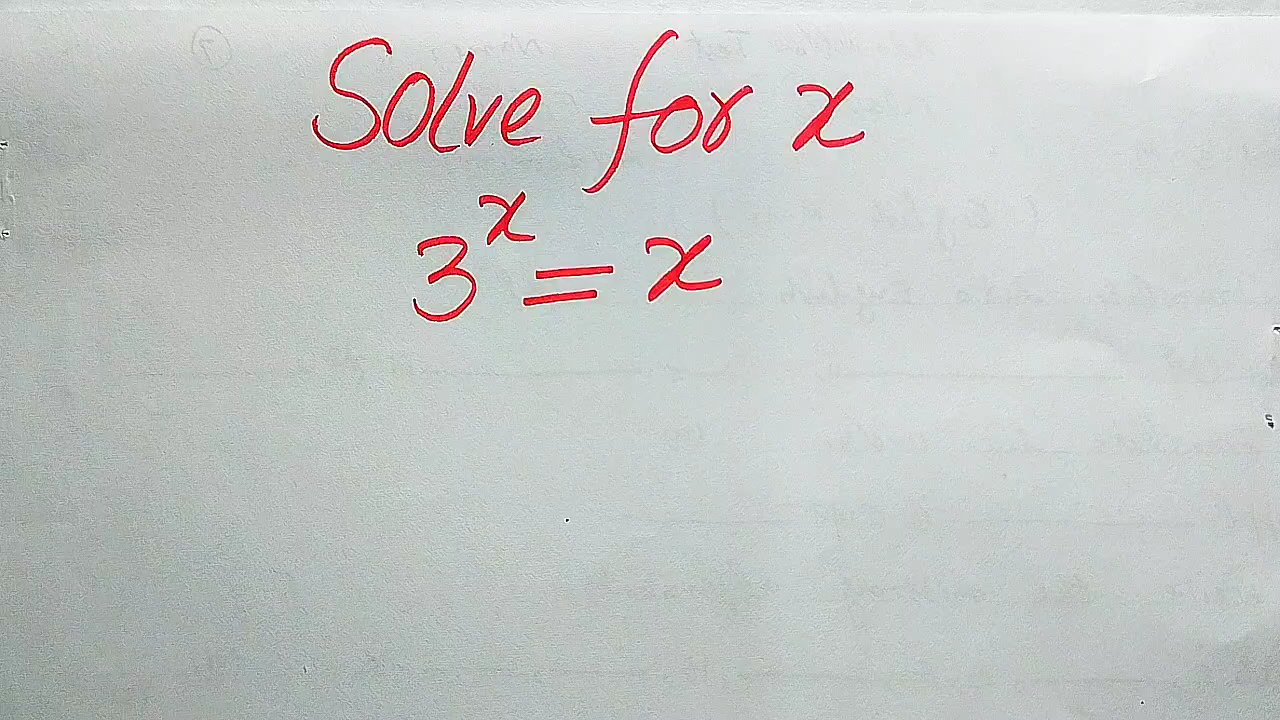 Solve for x
3^x = x